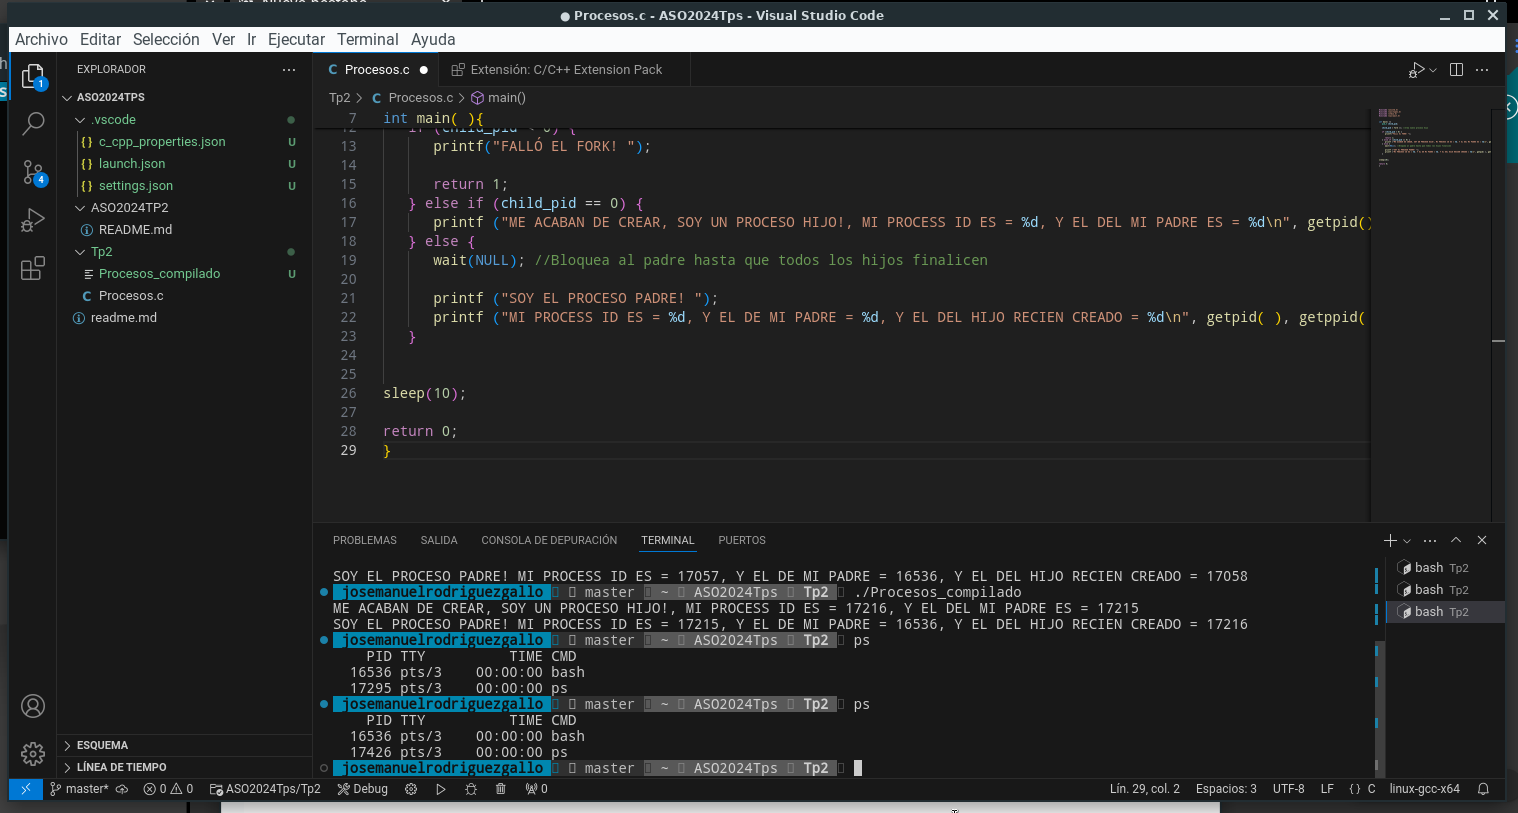 Procesos.c - ASO2024Tps - Visual Studio Code
Archivo Editar Selección Ver Ir Ejecutar Terminal Ayuda
EXPLORADOR
ASO2024TPS
.vscode
c_cpp_properties.json U
launch.json U
settings.json U
ASO2024TP2
README.md
Tp2
Procesos_compilado U
Procesos.c
readme.md
ESQUEMA
LÍNEA DE TIEMPO
1
4
Procesos.c
Extensión: C/C++ Extension Pack
Tp2 > C Procesos.c > main()
7 int main( ){
12 if (child_pid < 0) {
13 printf("FALLÓ EL FORK! ");
14
15 return 1;
16 } else if (child_pid == 0) {
17 printf ("ME ACABAN DE CREAR, SOY UN PROCESO HIJO!, MI PROCESS ID ES = %d, Y EL DEL MI PADRE ES = %d\n", getpid()
18 } else {
19 wait(NULL); //Bloquea al padre hasta que todos los hijos finalicen
20
21 printf ("SOY EL PROCESO PADRE! ");
22 printf ("MI PROCESS ID ES = %d, Y EL DE MI PADRE = %d, Y EL DEL HIJO RECIEN CREADO = %d\n", getpid( ), getppid(
23 }
24
25
26 sleep(10);
27
28 return 0;
29 }
PROBLEMAS SALIDA CONSOLA DE DEPURACIÓN TERMINAL PUERTOS
SOY EL PROCESO PADRE! MI PROCESS ID ES = 17057, Y EL DE MI PADRE = 16536, Y EL DEL HIJO RECIEN CREADO = 17058
josemanuelrodriguezgallo master ~ ASO2024Tps Tp2 ./Procesos_compilado
ME ACABAN DE CREAR, SOY UN PROCESO HIJO!, MI PROCESS ID ES = 17216, Y EL DEL MI PADRE ES = 17215
SOY EL PROCESO PADRE! MI PROCESS ID ES = 17215, Y EL DE MI PADRE = 16536, Y EL DEL HIJO RECIEN CREADO = 17216
josemanuelrodriguezgallo master ~ ASO2024Tps Tp2 ps
PID TTY TIME CMD
16536 pts/3 00:00:00 bash
17295 pts/3 00:00:00 ps
josemanuelrodriguezgallo master ~ ASO2024Tps Tp2 ps
PID TTY TIME CMD
16536 pts/3 00:00:00 bash
17426 pts/3 00:00:00 ps
josemanuelrodriguezgallo master ~ ASO2024Tps Tp2
bash Tp2
bash Tp2
bash Tp2
master* 0 0 ASO2024Tps/Tp2 Debug 0 Lín. 29, col. 2 Espacios: 3 UTF-8 LF {} C linux-gcc-x64